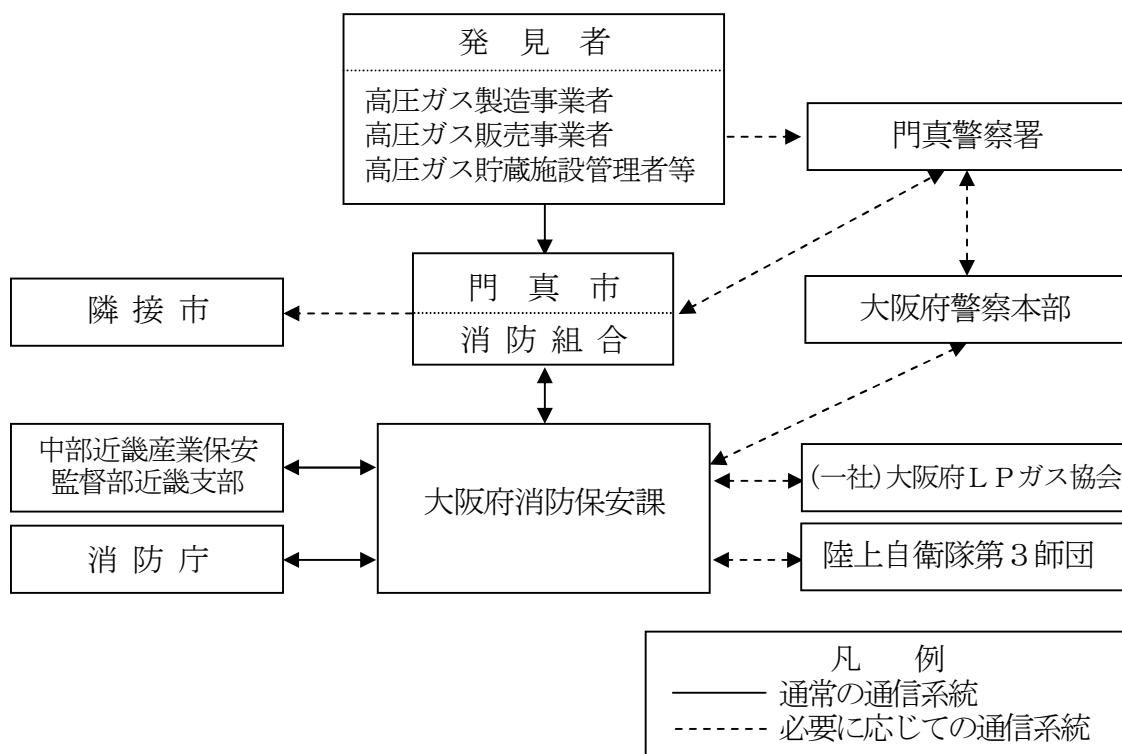 発見者
高圧ガス製造事業者
高圧ガス販売事業者
高圧ガス貯蔵施設管理者等
門真警察署
門真市
消防組合
隣接市
大阪府警察本部
中部近畿産業保安
監督部近畿支部
大阪府消防保安課
(一社)大阪府LPガス協会
消防庁
陸上自衛隊第3師団
凡例
通常の通信系統
必要に応じての通信系統